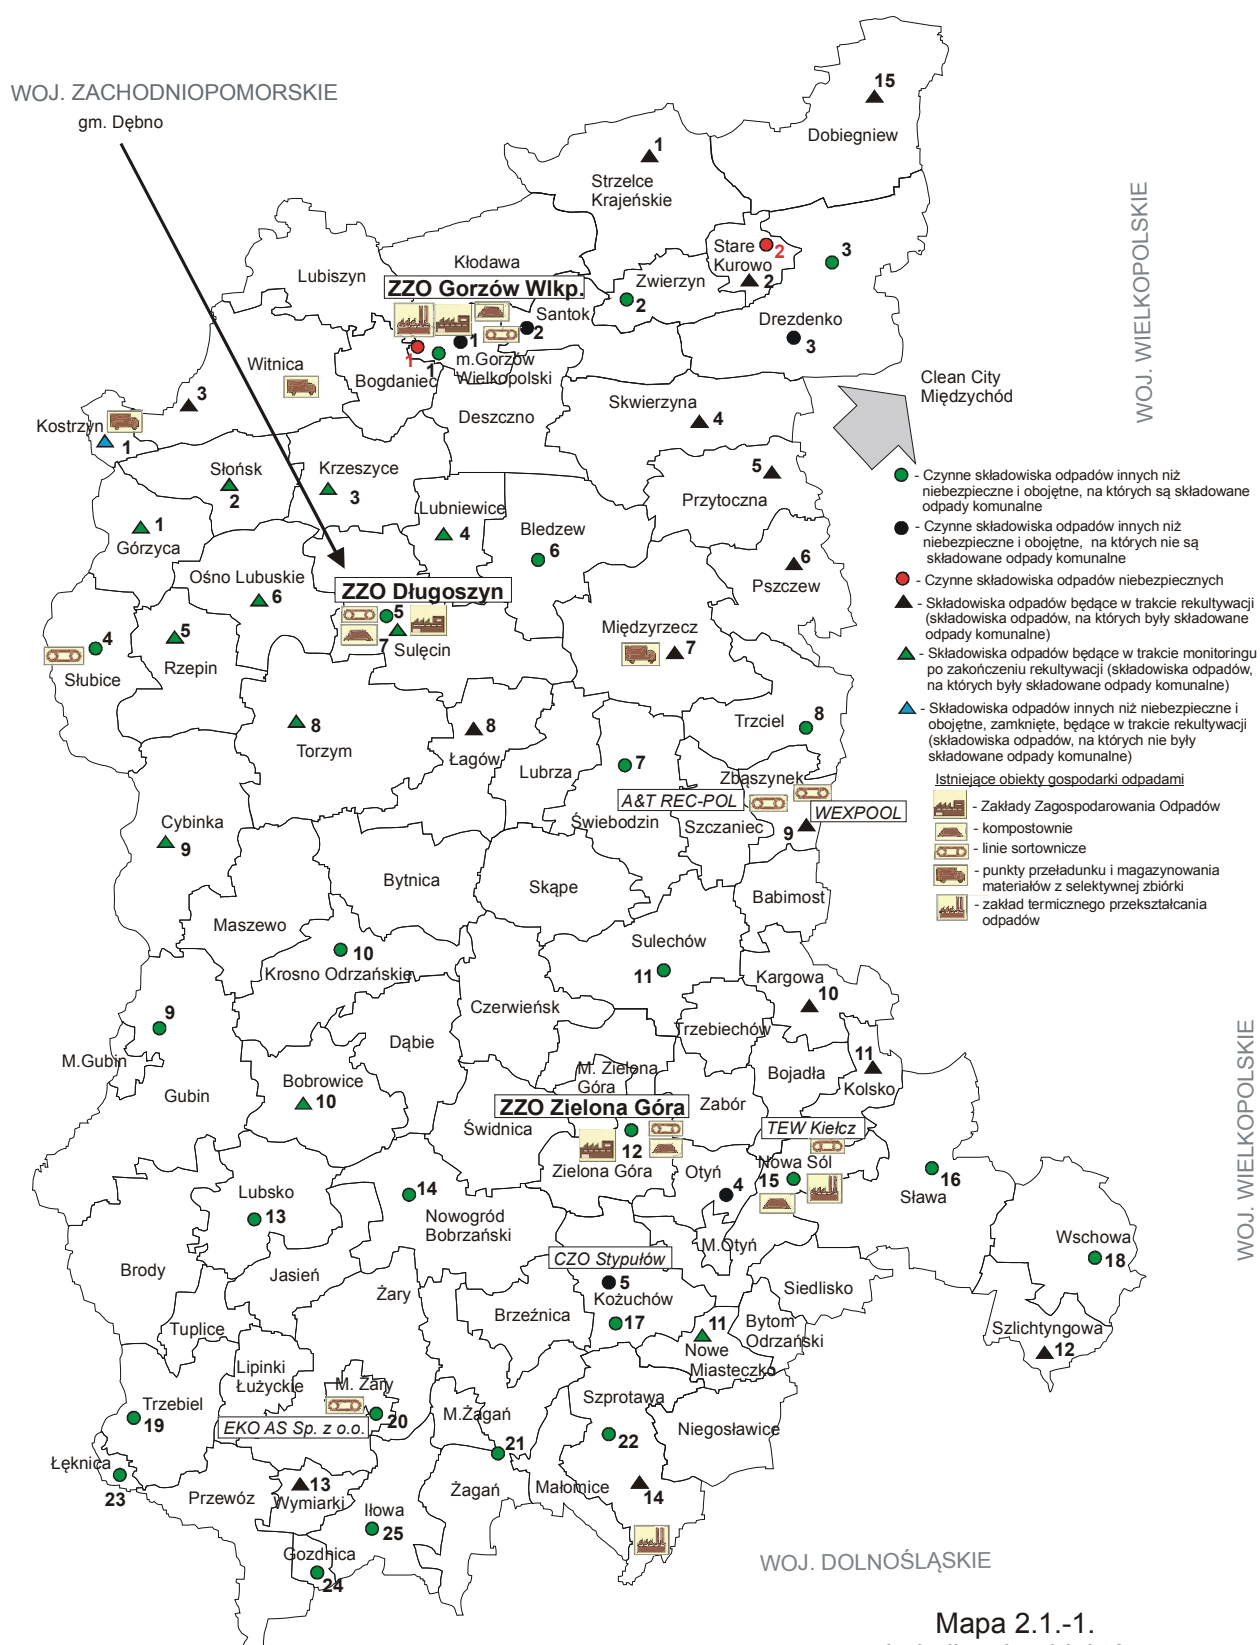 WOJ. ZACHODNIOPOMORSKIE
gm. Dębno
15
Dobiegniew
1
Strzelce
Krajeńskie
WOJ. WIELKOPOLSKIE
Stare
Kurowo
2
2
3
Lubiszyn
Kłodawa
Zwierzyn
2
ZZO Gorzów Wlkp.
Santok
2
Drezdenko
3
1
1
1
m.Gorzów
Wielkopolski
Witnica
Bogdaniec
Deszczno
Clean City
Międzychód
3
Skwierzyna
4
Kostrzyn
1
Słońsk
2
Krzeszyce
3
5
Przytoczna
Lubniewice
4
Bledzew
6
1
Górzyca
6
Pszczew
Ośno Lubuskie
6
ZZO Długoszyn
5
7
Sulęcin
4
Słubice
5
Rzepin
Międzyrzecz
7
- Czynne składowiska odpadów innych niż
niebezpieczne i obojętne, na których są składowane
odpady komunalne
- Czynne składowiska odpadów innych niż
niebezpieczne i obojętne, na których nie są
składowane odpady komunalne
- Czynne składowiska odpadów niebezpiecznych
- Składowiska odpadów będące w trakcie rekultywacji
(składowiska odpadów, na których były składowane
odpady komunalne)
- Składowiska odpadów będące w trakcie monitoringu
po zakończeniu rekultywacji (składowiska odpadów,
na których były składowane odpady komunalne)
- Składowiska odpadów innych niż niebezpieczne i
obojętne, zamknięte, będące w trakcie rekultywacji
(składowiska odpadów, na których nie były
składowane odpady komunalne)
Istniejące obiekty gospodarki odpadami
- Zakłady Zagospodarowania Odpadów
- kompostownie
- linie sortownicze
- punkty przeładunku i magazynowania
materiałów z selektywnej zbiórki
- zakład termicznego przekształcania
odpadów
8
Torzym
8
Łagów
Lubrza
7
Trzciel
8
Zbąszynek
A&T REC-POL
WEXPOOL
Świebodzin
Szczaniec
9
Cybinka
9
Bytnica
Skąpe
Babimost
Maszewo
10
Krosno Odrzańskie
Sulechów
11
Kargowa
10
Czerwieńsk
Trzebiechów
9
M.Gubin
Gubin
Dąbie
Bobrowice
10
M. Zielona
Góra
Bojadła
11
Kolsko
WOJ. WIELKOPOLSKIE
ZZO Zielona Góra
Zabór
Świdnica
12
Zielona Góra
TEW Kiełcz
Otyń
4
Nowa Sól
15
16
Sława
Lubsko
13
14
Nowogród
Bobrzański
M.Otyń
Wschowa
18
Brody
Jasień
CZO Stypułów
5
Kożuchów
17
Siedlisko
Żary
Brzeźnica
Bytom
Odrzański
Tuplice
11
Nowe
Miasteczko
Szlichtyngowa
12
Lipinki
Łużyckie
M. Żary
20
EKO AS Sp. z o.o.
Trzebiel
19
M.Żagań
21
Szprotawa
22
Niegosławice
Łęknica
23
Przewóz
13
Wymiarki
Iłowa
25
Żagań
Małomice
14
Gozdnica
24
WOJ. DOLNOŚLĄSKIE
Mapa 2.1.-1.